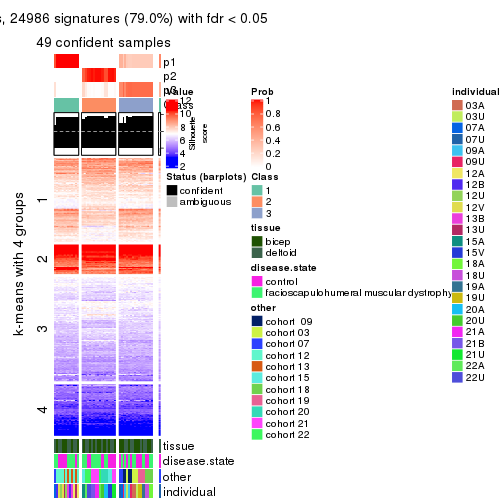 s, 24986 signatures (79.0%) with fdr < 0.05
49 confident samples
p1
p2
p3
Class
k-means with 4 groups
1
2
3
4
tissue
disease.state
other
individual
Value
12
10
8
6
4
2
Silhouette
score
Status (barplots)
confident
ambiguous
Prob
1
0.8
0.6
0.4
0.2
0
Class
1
2
3
tissue
bicep
deltoid
disease.state
control
facioscapulohumeral muscular dystrophy
other
cohort 09
cohort 03
cohort 07
cohort 12
cohort 13
cohort 15
cohort 18
cohort 19
cohort 20
cohort 21
cohort 22
individual
03A
03U
07A
07U
09A
09U
12A
12B
12U
12V
13B
13U
15A
15V
18A
18U
19A
19U
20A
20U
21A
21B
21U
22A
22U